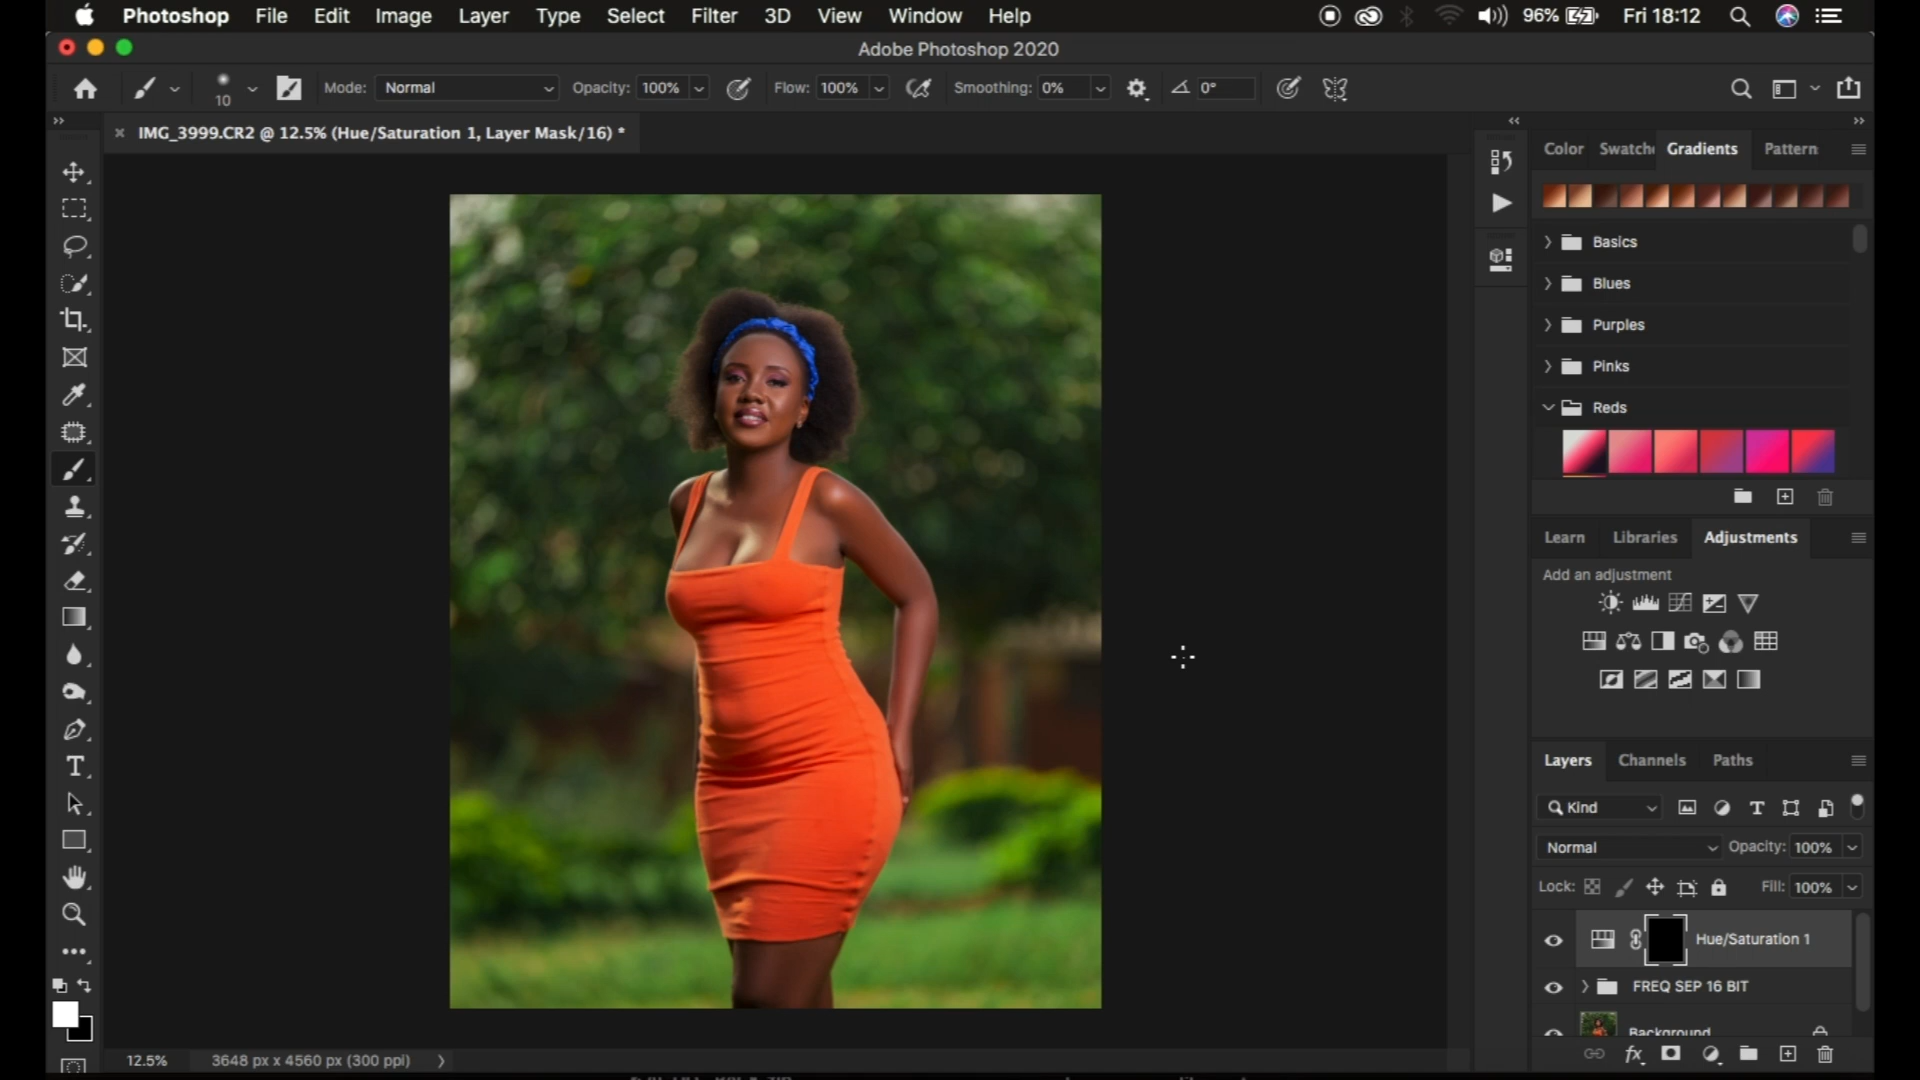 Photoshop File Edit Image Layer Type Select Filter 3D View Window Help 96% Fri 18:12
Adobe Photoshop 2020
10 Mode: Normal Opacity: 100% Flow: 100% Smoothing: 0% 0°
IMG_3999.CR2 @ 12.5% (Hue/Saturation 1, Layer Mask/16) *
Color Swatche Gradients Pattern
Basics
Blues
Purples
Pinks
Reds
Learn Libraries Adjustments
Add an adjustment
Layers Channels Paths
Kind
Normal Opacity: 100%
Lock: Fill: 100%
Hue/Saturation 1
FREQ SEP 16 BIT
Background
12.5% 3648 px x 4560 px (300 ppi)